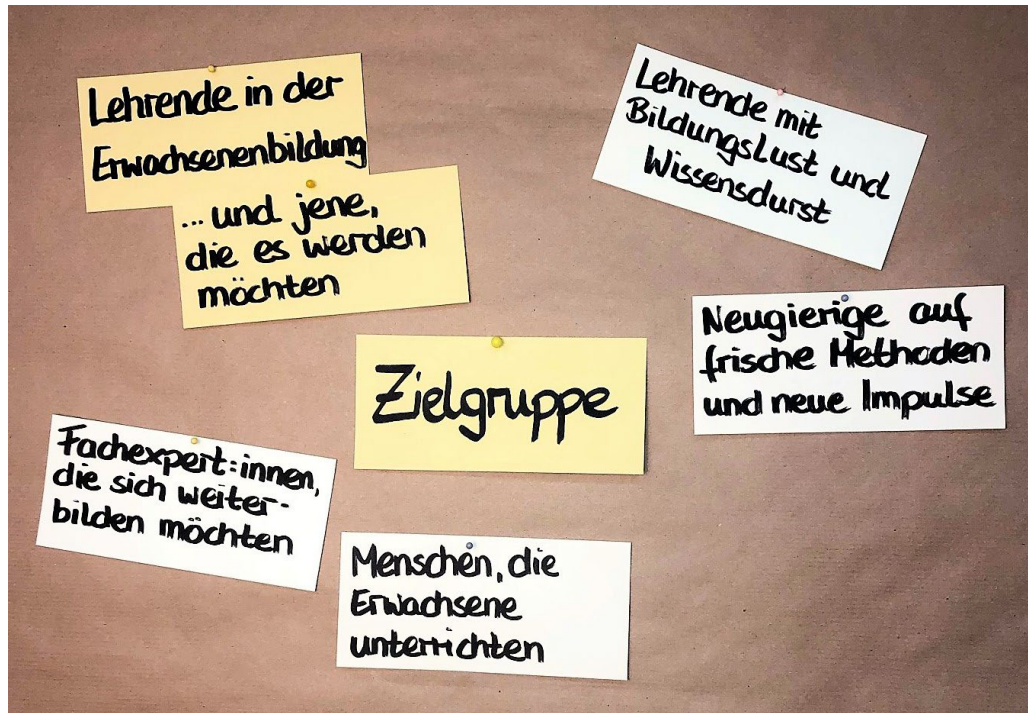 Lehrende in der
Erwachsenenbildung
...und jene,
die es werden
möchten
Lehrende mit
BildungsLust und
Wissensdurst
Neugierige auf
frische Methoden
und neue Impulse
Zielgruppe
Fachexpert:innen,
die sich weiter-
bilden möchten
Menschen, die
Erwachsene
unterrichten